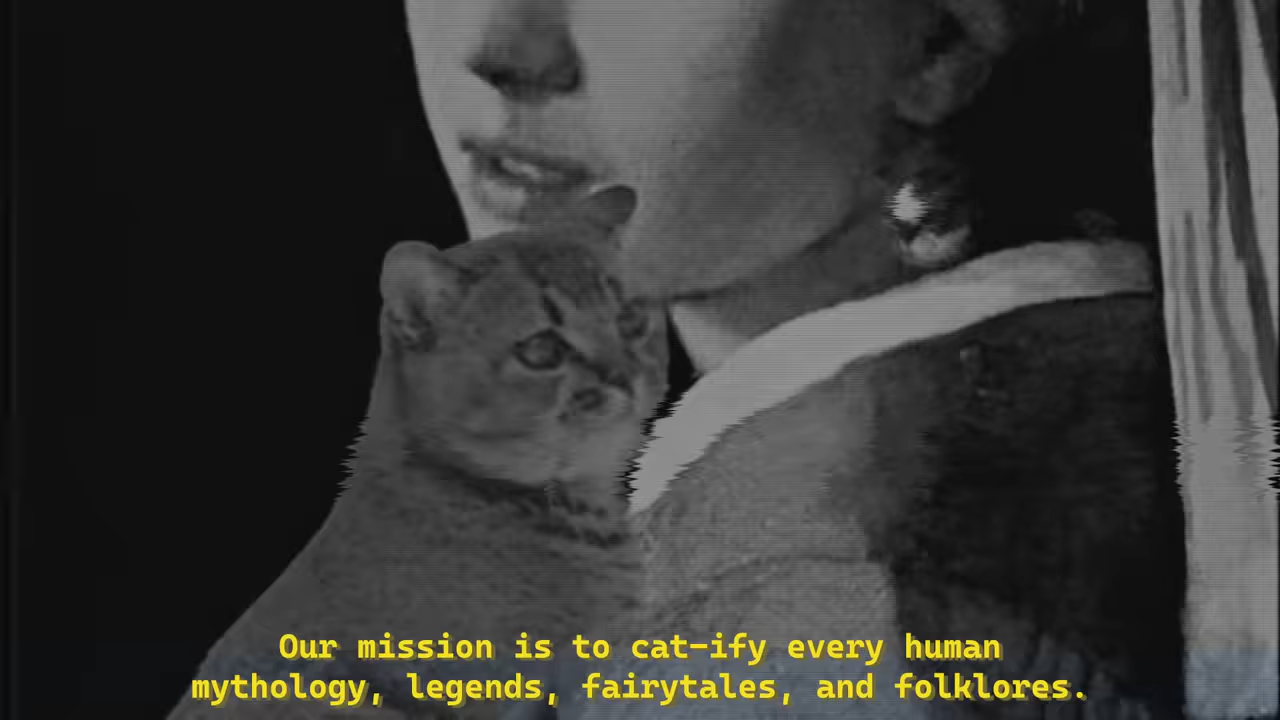 Our mission is to cat-ify every human
mythology, legends, fairytales, and folklores.